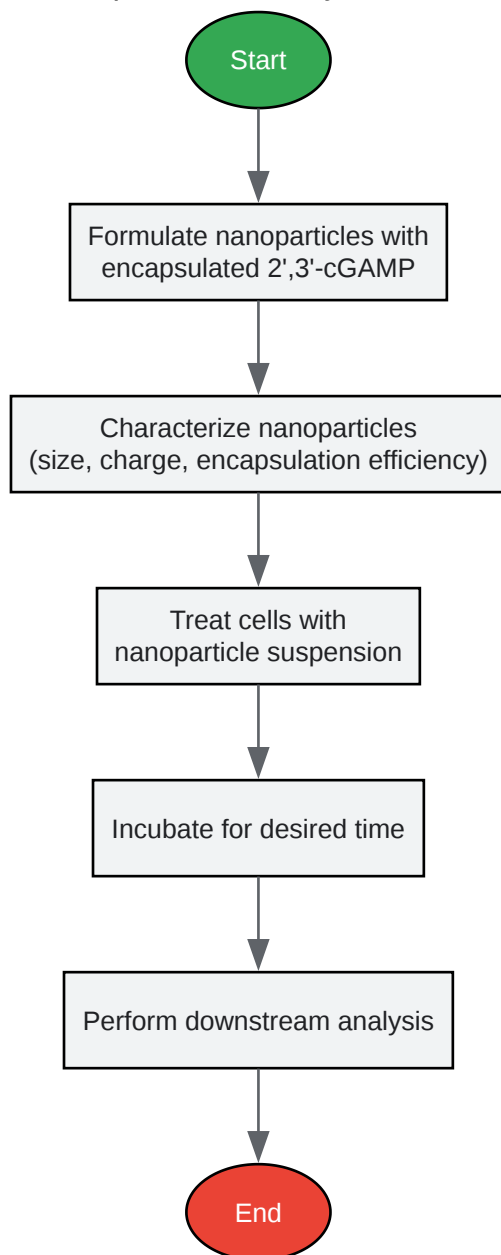 Start
Formulate nanoparticles with
encapsulated 2',3'-cGAMP
Characterize nanoparticles
(size, charge, encapsulation efficiency)
Treat cells with
nanoparticle suspension
Incubate for desired time
Perform downstream analysis
End